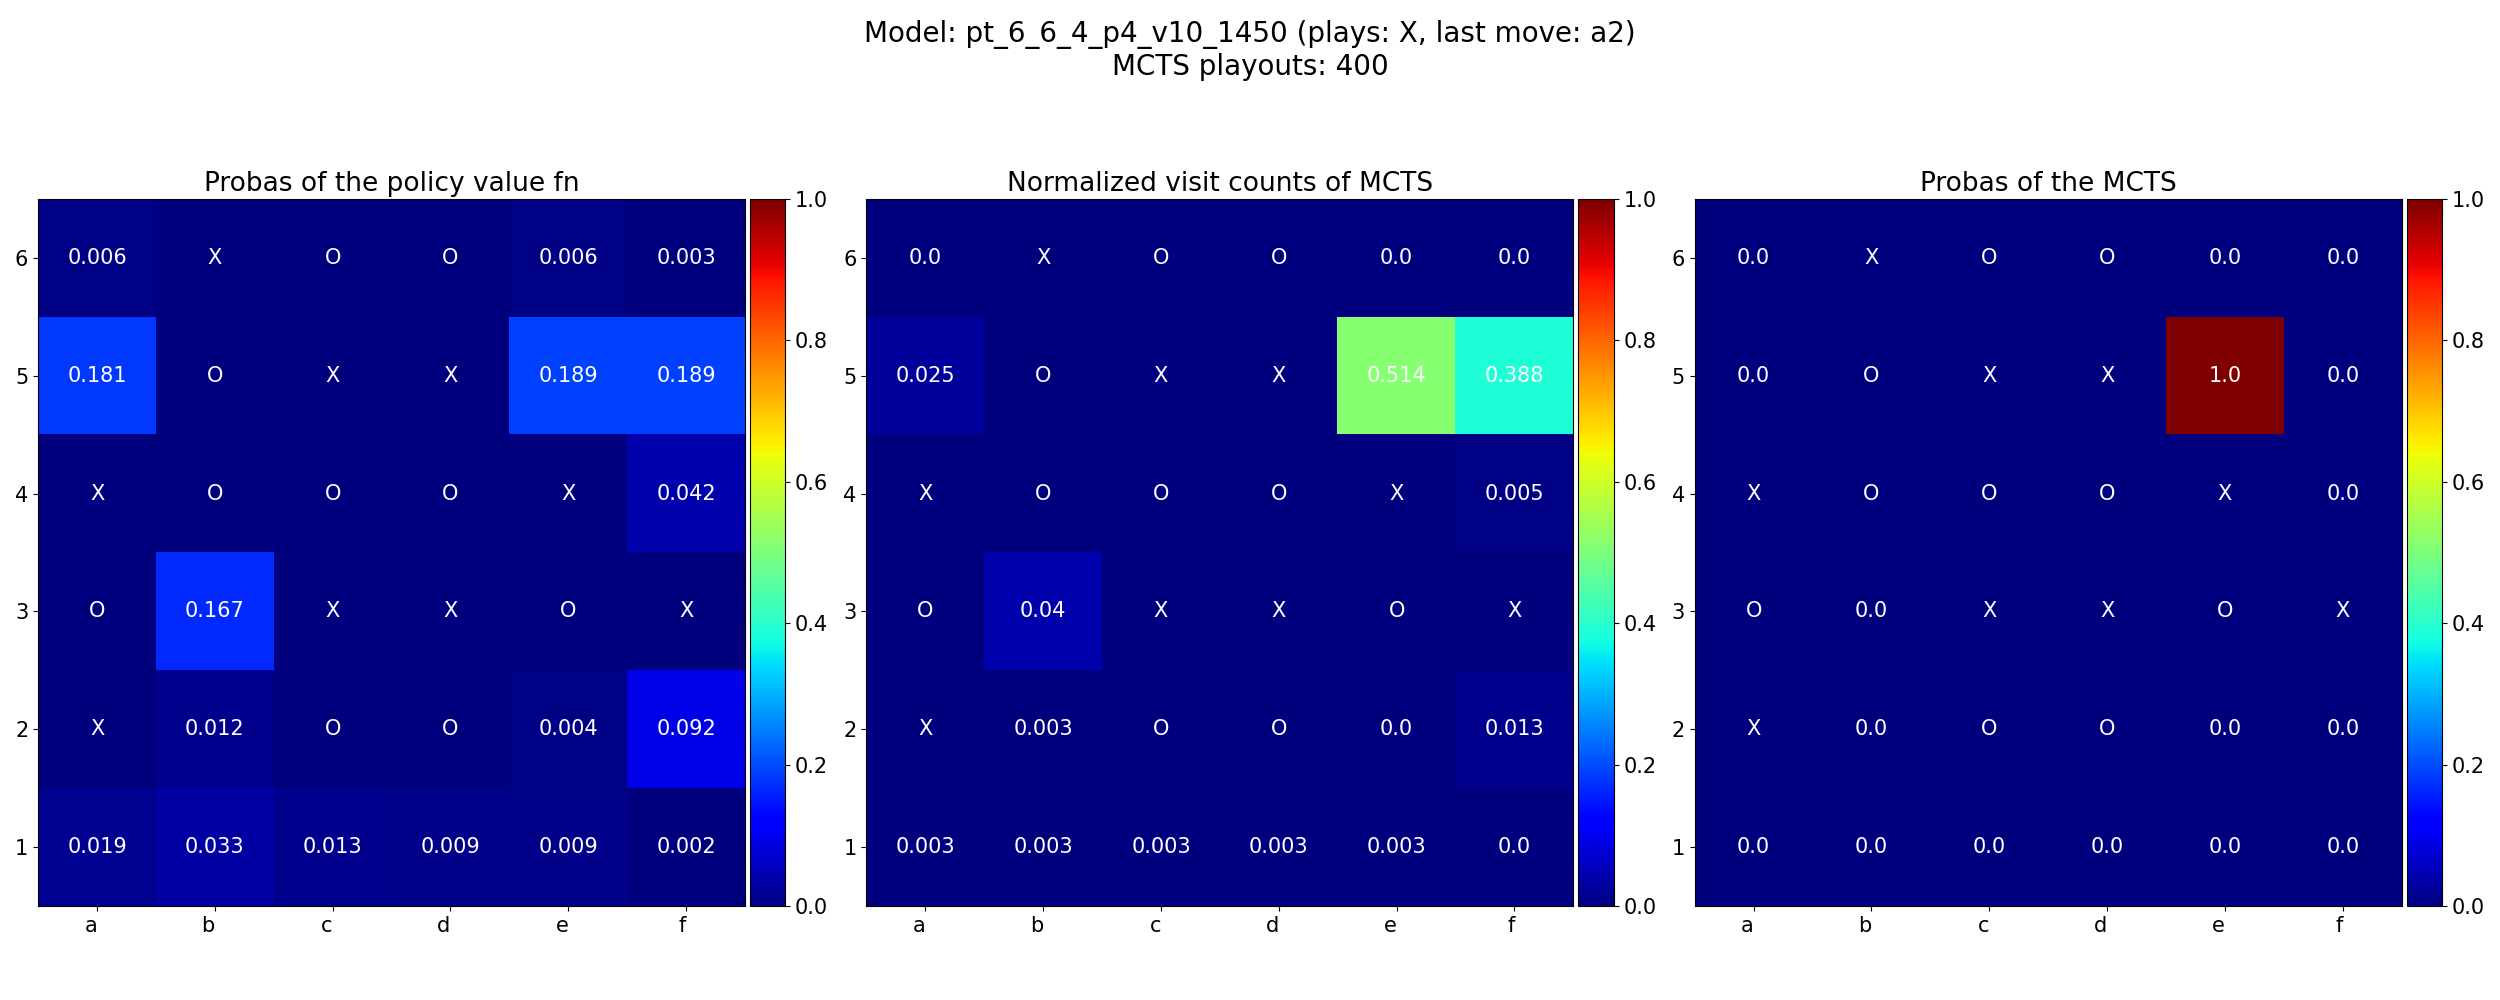 Model: pt_6_6_4_p4_v10_1450 (plays: X, last move: a2)
MCTS playouts: 400
Probas of the policy value fn
6 0.006 X O O 0.006 0.003
5 0.181 O X X 0.189 0.189
4 X O O O X 0.042
3 O 0.167 X X O X
2 X 0.012 O O 0.004 0.092
1 0.019 0.033 0.013 0.009 0.009 0.002
a b c d e f
1.0
0.8
0.6
0.4
0.2
0.0
Normalized visit counts of MCTS
6 0.0 X O O 0.0 0.0
5 0.025 O X X 0.514 0.388
4 X O O O X 0.005
3 O 0.04 X X O X
2 X 0.003 O O 0.0 0.013
1 0.003 0.003 0.003 0.003 0.003 0.0
a b c d e f
1.0
0.8
0.6
0.4
0.2
0.0
Probas of the MCTS
6 0.0 X O O 0.0 0.0
5 0.0 O X X 1.0 0.0
4 X O O O X 0.0
3 O 0.0 X X O X
2 X 0.0 O O 0.0 0.0
1 0.0 0.0 0.0 0.0 0.0 0.0
a b c d e f
1.0
0.8
0.6
0.4
0.2
0.0